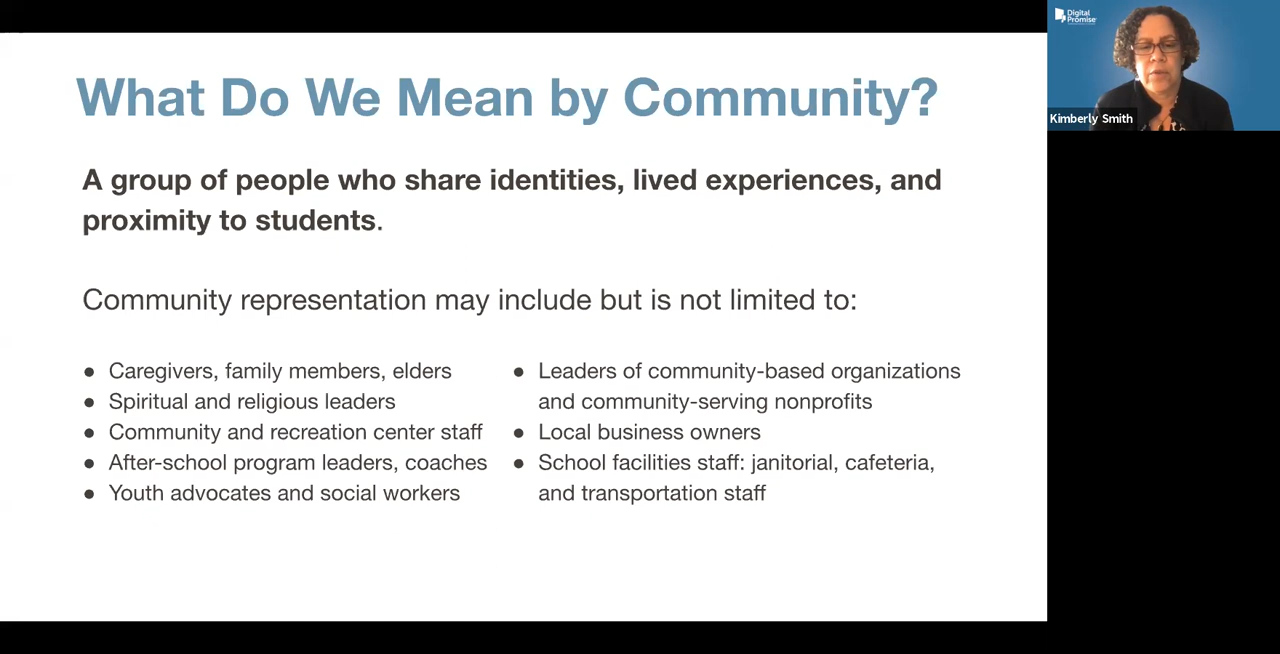 What Do We Mean by Community?
A group of people who share identities, lived experiences, and
proximity to students.
Community representation may include but is not limited to:
● Caregivers, family members, elders
● Spiritual and religious leaders
● Community and recreation center staff
● After-school program leaders, coaches
● Youth advocates and social workers
● Leaders of community-based organizations
and community-serving nonprofits
● Local business owners
● School facilities staff: janitorial, cafeteria,
and transportation staff
Digital
Promise
Kimberly Smith